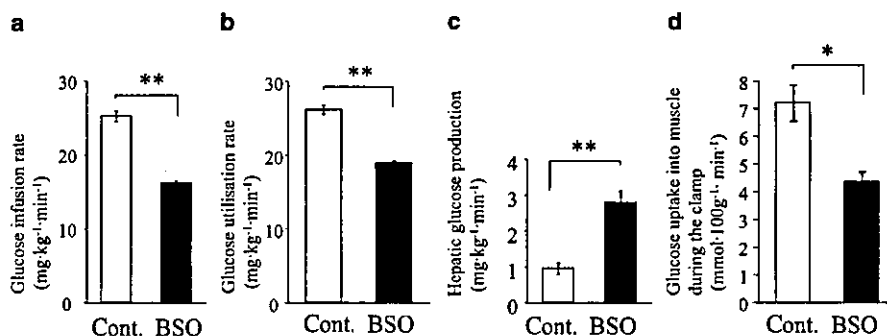 a
b
c
d
Glucose infusion rate
(mg·kg⁻¹·min⁻¹)
30
20
10
0
**
Cont. BSO
Glucose utilisation rate
(mg·kg⁻¹·min⁻¹)
30
20
10
0
**
Cont. BSO
Hepatic glucose production
(mg·kg⁻¹·min⁻¹)
4
3
2
1
0
**
Cont. BSO
Glucose uptake into muscle
during the clamp
(mmol·100g⁻¹· min⁻¹)
8
7
6
5
4
3
2
1
0
*
Cont. BSO